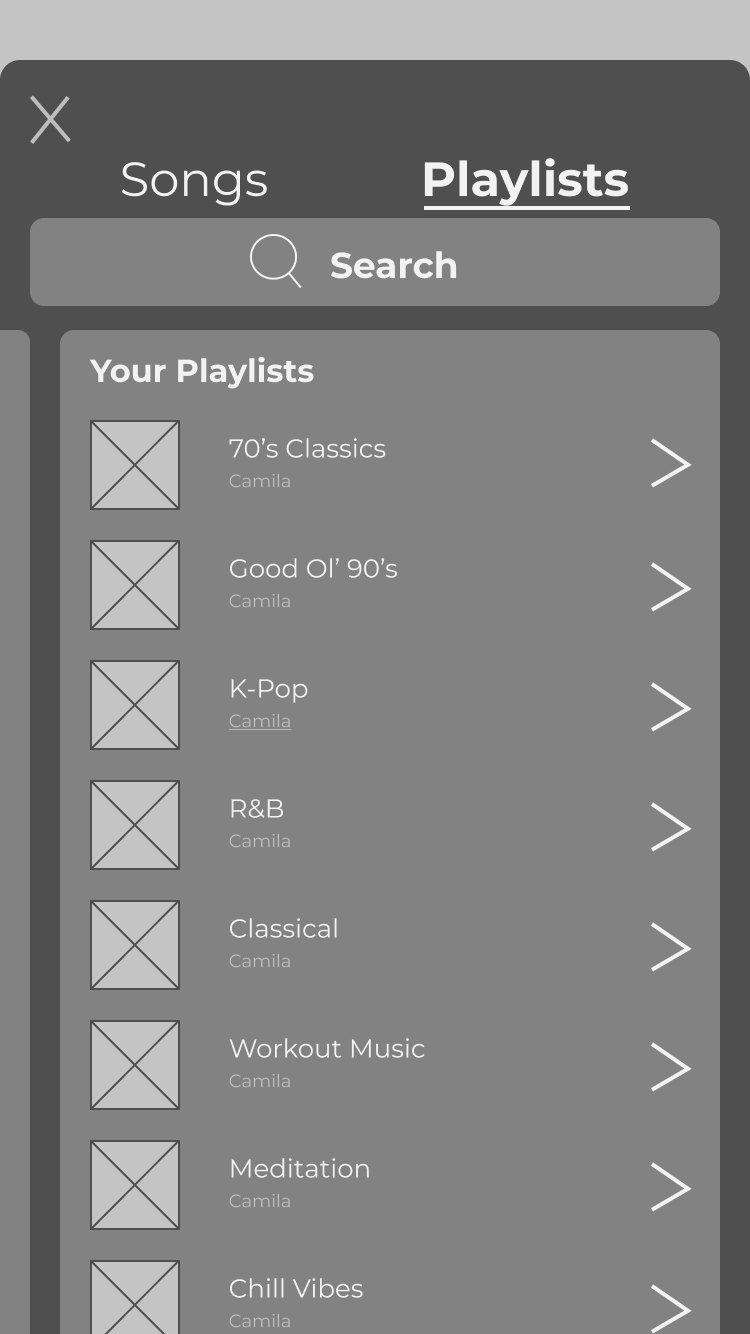 Songs
Playlists
Search
Your Playlists
70’s Classics
Camila
Good Ol’ 90’s
Camila
K-Pop
Camila
R&B
Camila
Classical
Camila
Workout Music
Camila
Meditation
Camila
Chill Vibes
Camila